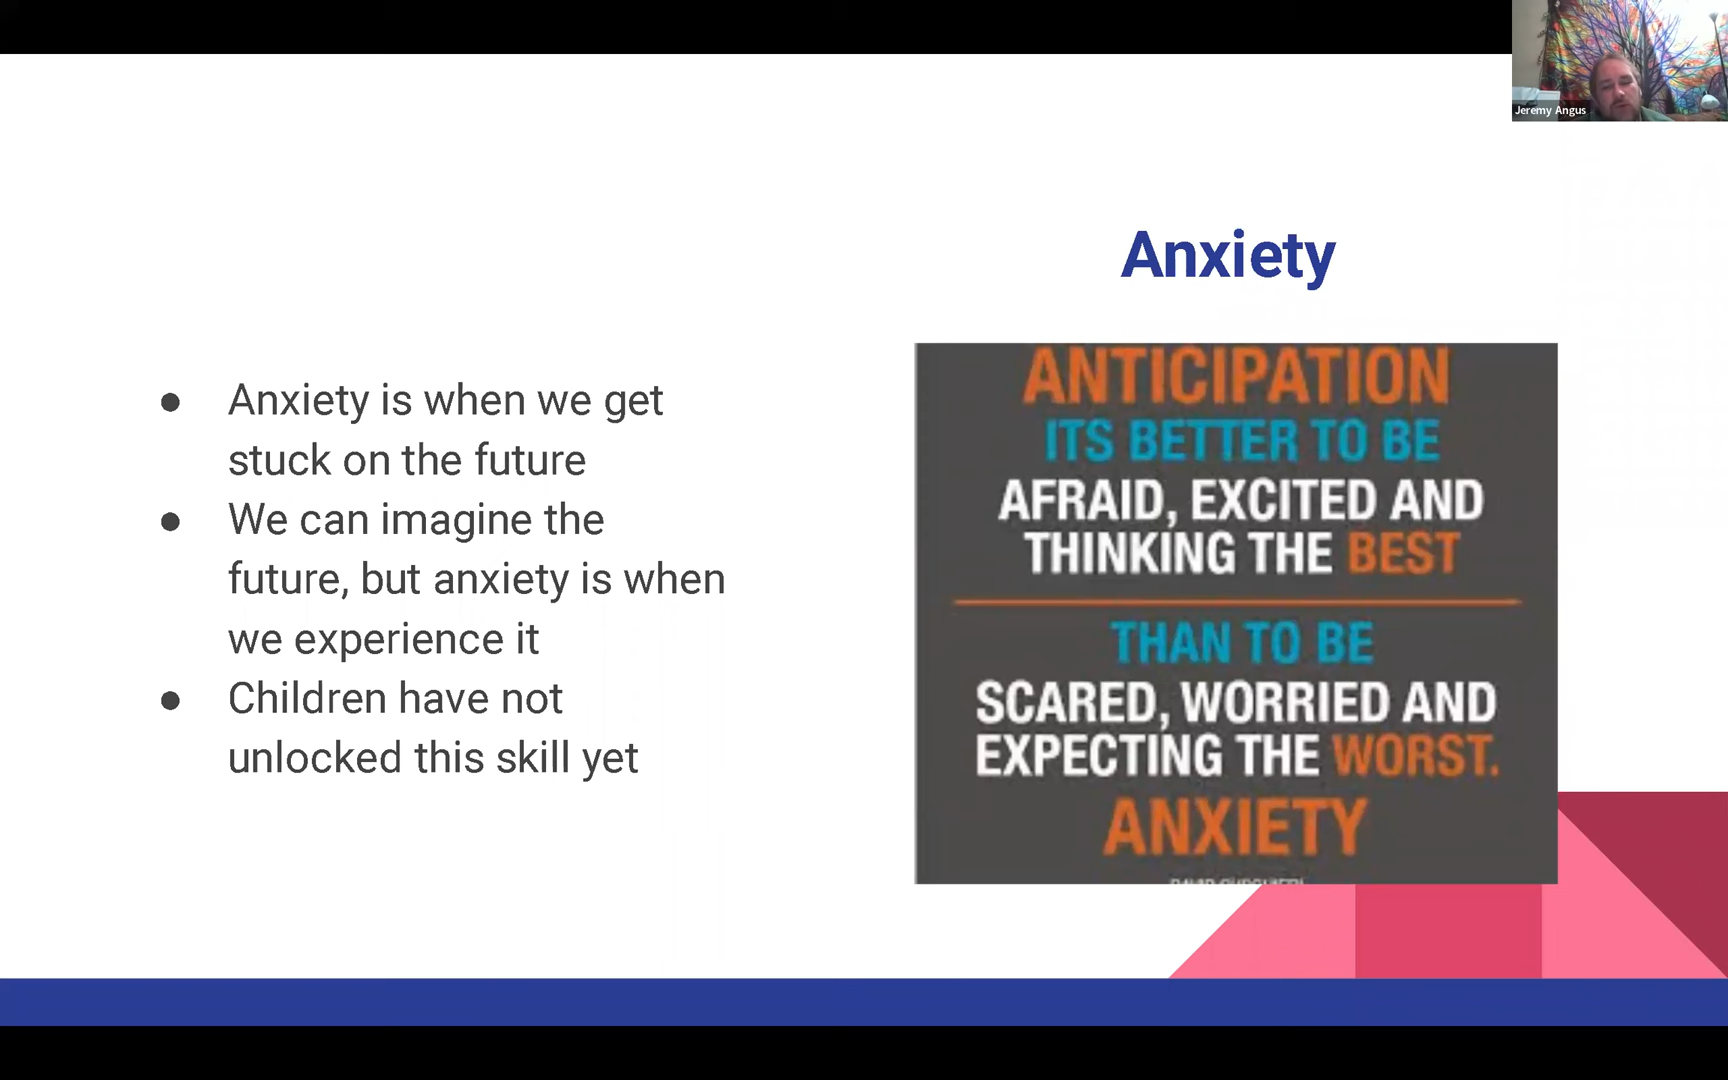 Jeremy Angus
Anxiety
Anxiety is when we get
stuck on the future
We can imagine the
future, but anxiety is when
we experience it
Children have not
unlocked this skill yet
ANTICIPATION
ITS BETTER TO BE
AFRAID, EXCITED AND
THINKING THE BEST
THAN TO BE
SCARED, WORRIED AND
EXPECTING THE WORST.
ANXIETY